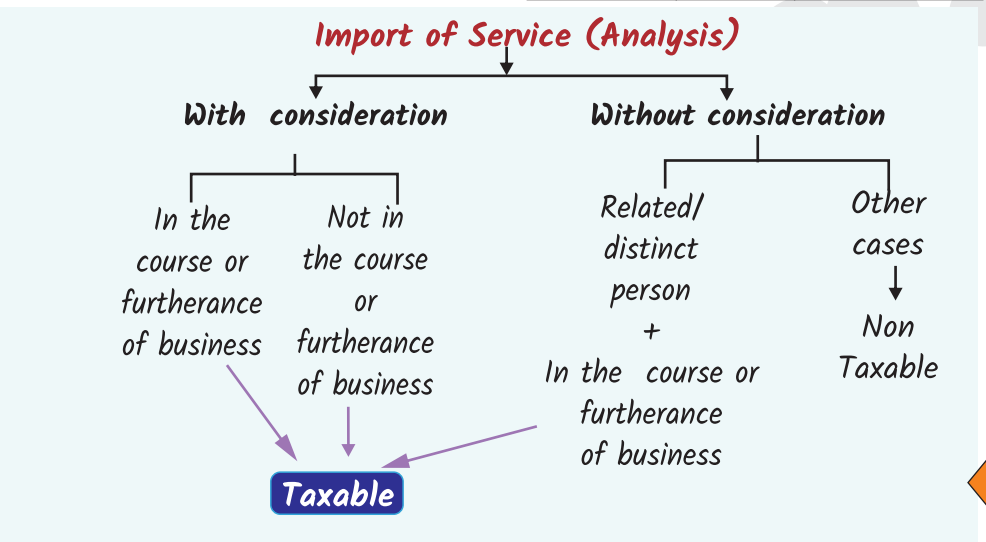 Import of Service (Analysis)
With consideration
Without consideration
In the
course or
furtherance
of business
Not in
the course
or
furtherance
of business
Related/
distinct
person
+
In the course or
furtherance
of business
Other
cases
Non
Taxable
Taxable